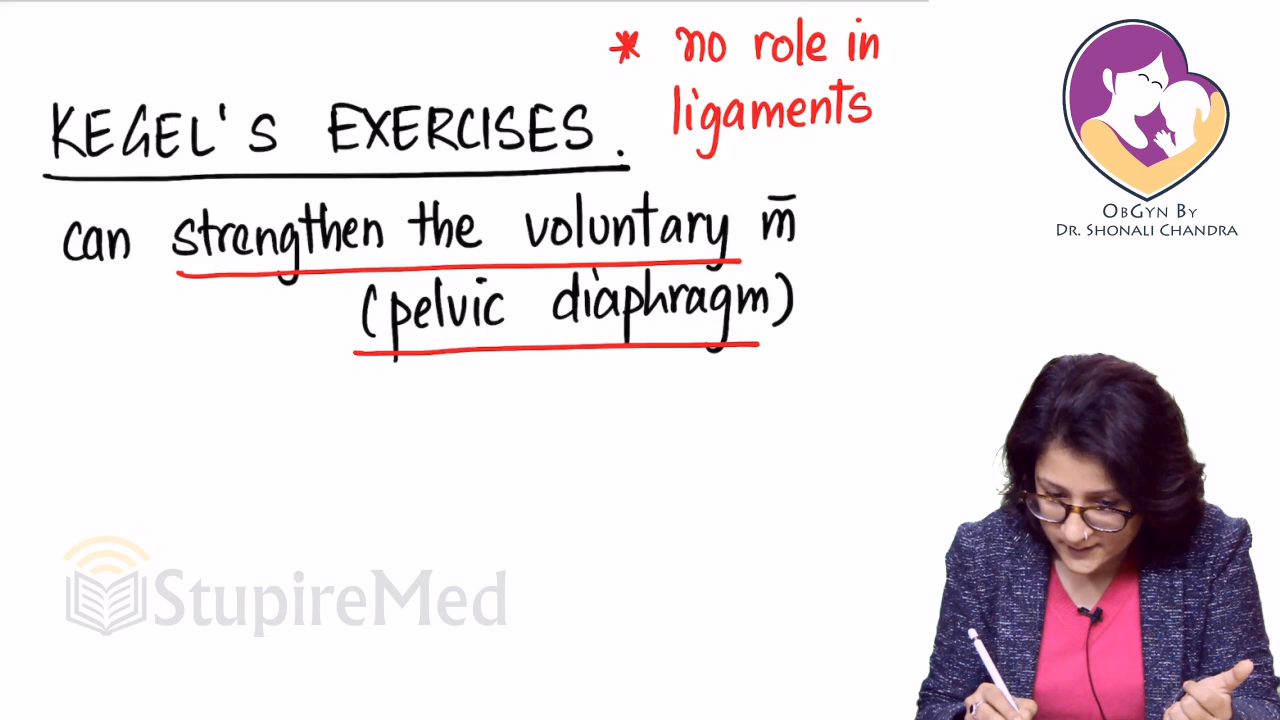 * no role in
ligaments
KEGEL'S EXERCISES.
can strengthen the voluntary m̄
(pelvic diaphragm)
OBGYN BY
DR. SHONALI CHANDRA
StupireMed